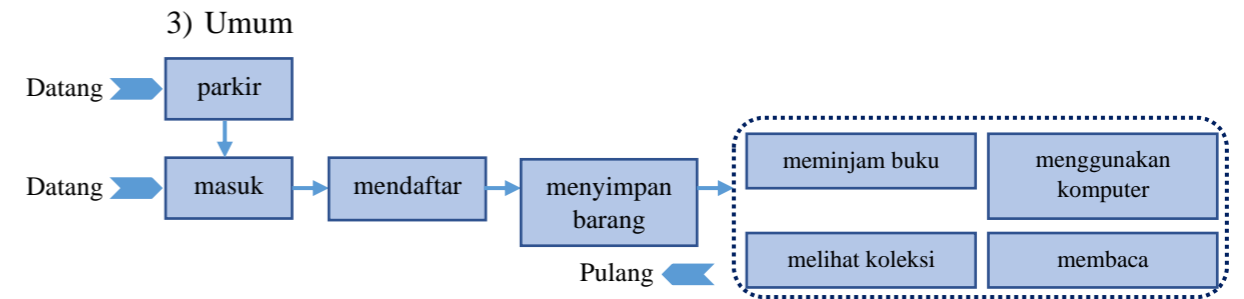 3) Umum
Datang
parkir
Datang
masuk
mendaftar
menyimpan
barang
meminjam buku
menggunakan
komputer
melihat koleksi
membaca
Pulang